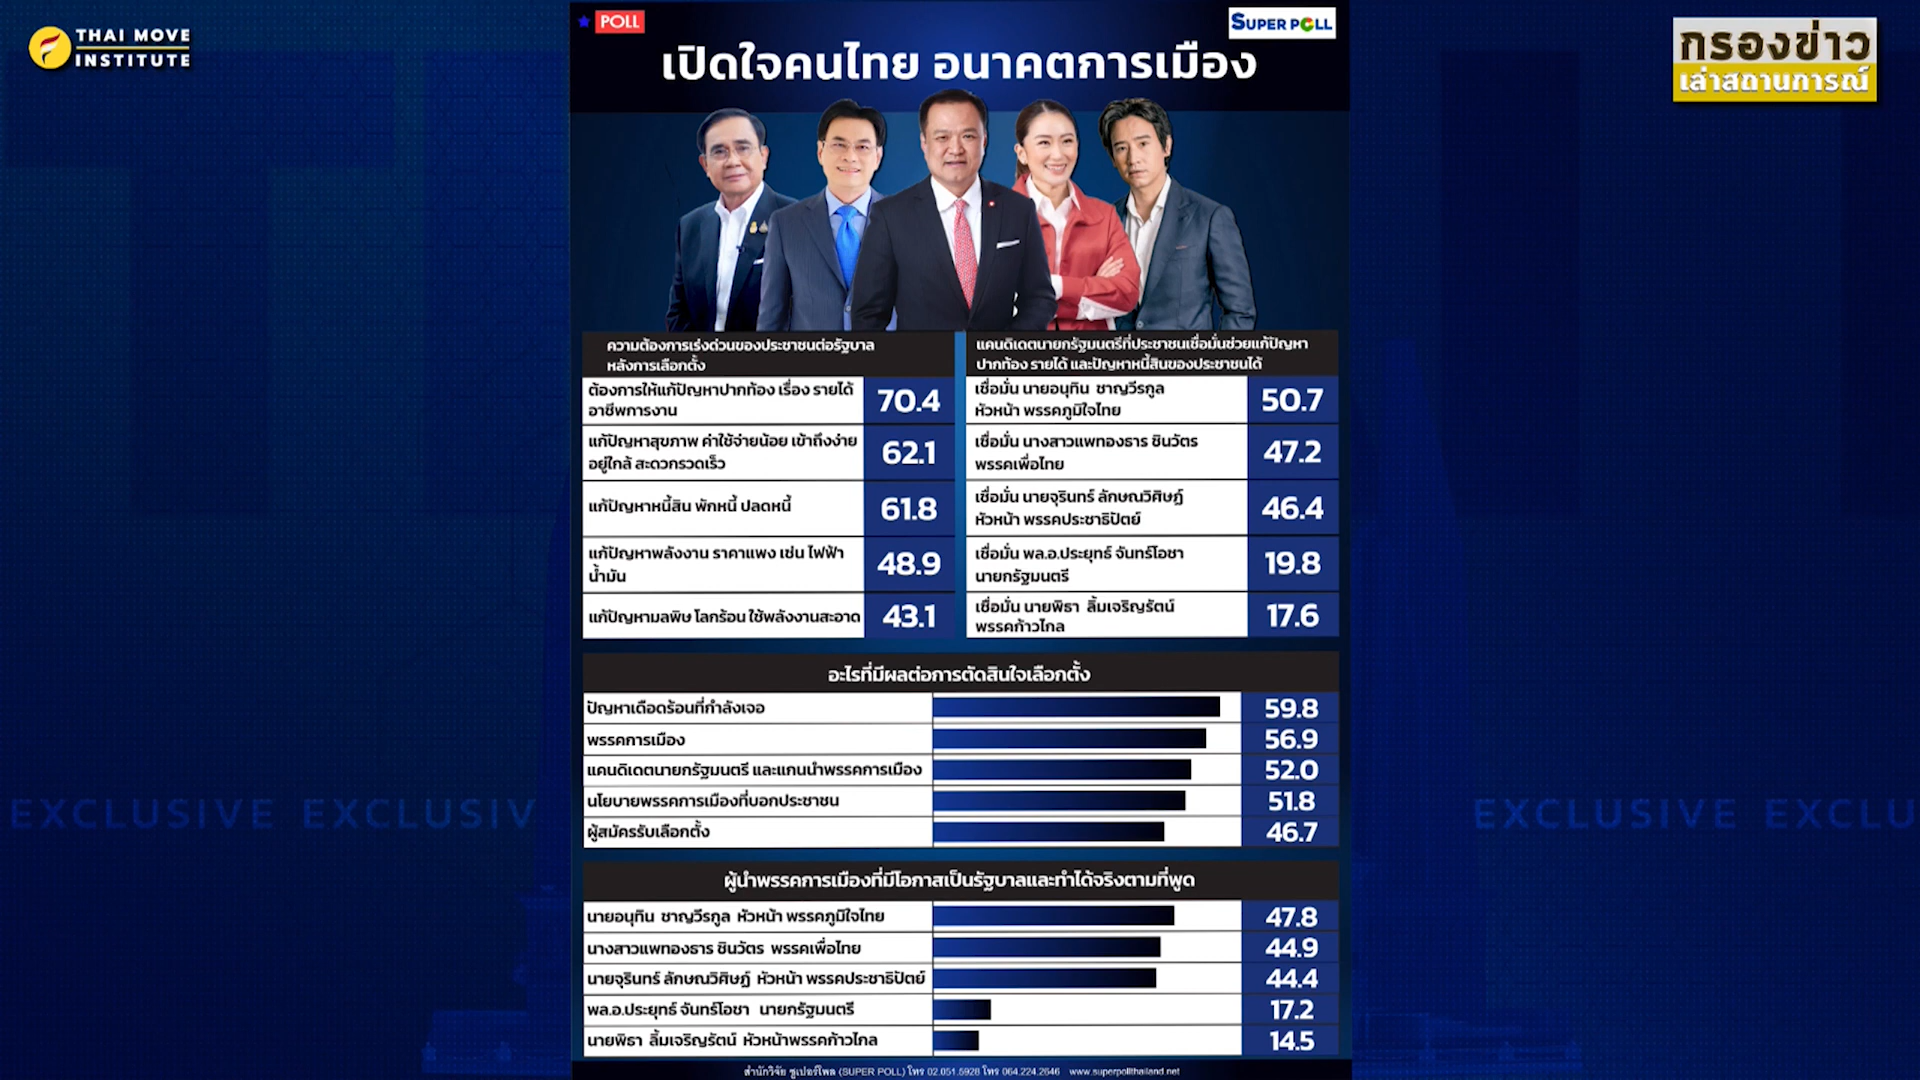 THAI MOVE
INSTITUTE
POLL
SUPER POLL
กรองข่าว
เล่าสถานการณ์
เปิดใจคนไทย อนาคตการเมือง
ความต้องการเร่งด่วนของประชาชนต่อรัฐบาล
หลังการเลือกตั้ง
ต้องการให้แก้ปัญหาปากท้อง เรื่อง รายได้
อาชีพการงาน
70.4
แก้ปัญหาสุขภาพ ค่าใช้จ่ายน้อย เข้าถึงง่าย
อยู่ใกล้ สะดวกรวดเร็ว
62.1
แก้ปัญหาหนี้สิน พักหนี้ ปลดหนี้
61.8
แก้ปัญหาพลังงาน ราคาแพง เช่น ไฟฟ้า
น้ำมัน
48.9
แก้ปัญหามลพิษ โลกร้อน ใช้พลังงานสะอาด
43.1
แคนดิเดตนายกรัฐมนตรีที่ประชาชนเชื่อมั่นช่วยแก้ปัญหา
ปากท้อง รายได้ และปัญหาหนี้สินของประชาชนได้
เชื่อมั่น นายอนุทิน ชาญวีรกูล
หัวหน้า พรรคภูมิใจไทย
50.7
เชื่อมั่น นางสาวแพทองธาร ชินวัตร
พรรคเพื่อไทย
47.2
เชื่อมั่น นายจุรินทร์ ลักษณวิศิษฏ์
หัวหน้า พรรคประชาธิปัตย์
46.4
เชื่อมั่น พล.อ.ประยุทธ์ จันทร์โอชา
นายกรัฐมนตรี
19.8
เชื่อมั่น นายพิธา ลิ้มเจริญรัตน์
พรรคก้าวไกล
17.6
อะไรที่มีผลต่อการตัดสินใจเลือกตั้ง
ปัญหาเดือดร้อนที่กำลังเจอ 59.8
พรรคการเมือง 56.9
แคนดิเดตนายกรัฐมนตรี และแกนนำพรรคการเมือง 52.0
นโยบายพรรคการเมืองที่บอกประชาชน 51.8
ผู้สมัครรับเลือกตั้ง 46.7
ผู้นำพรรคการเมืองที่มีโอกาสเป็นรัฐบาลและทำได้จริงตามที่พูด
นายอนุทิน ชาญวีรกูล หัวหน้า พรรคภูมิใจไทย 47.8
นางสาวแพทองธาร ชินวัตร พรรคเพื่อไทย 44.9
นายจุรินทร์ ลักษณวิศิษฏ์ หัวหน้า พรรคประชาธิปัตย์ 44.4
พล.อ.ประยุทธ์ จันทร์โอชา นายกรัฐมนตรี 17.2
นายพิธา ลิ้มเจริญรัตน์ หัวหน้าพรรคก้าวไกล 14.5
สำนักวิจัย ซูเปอร์โพล (SUPER POLL) โทร 02.051.5928 โทร 064.224.2646 www.superpollthailand.net
EXCLUSIVE EXCLUSIV
EXCLUSIVE EXCLU